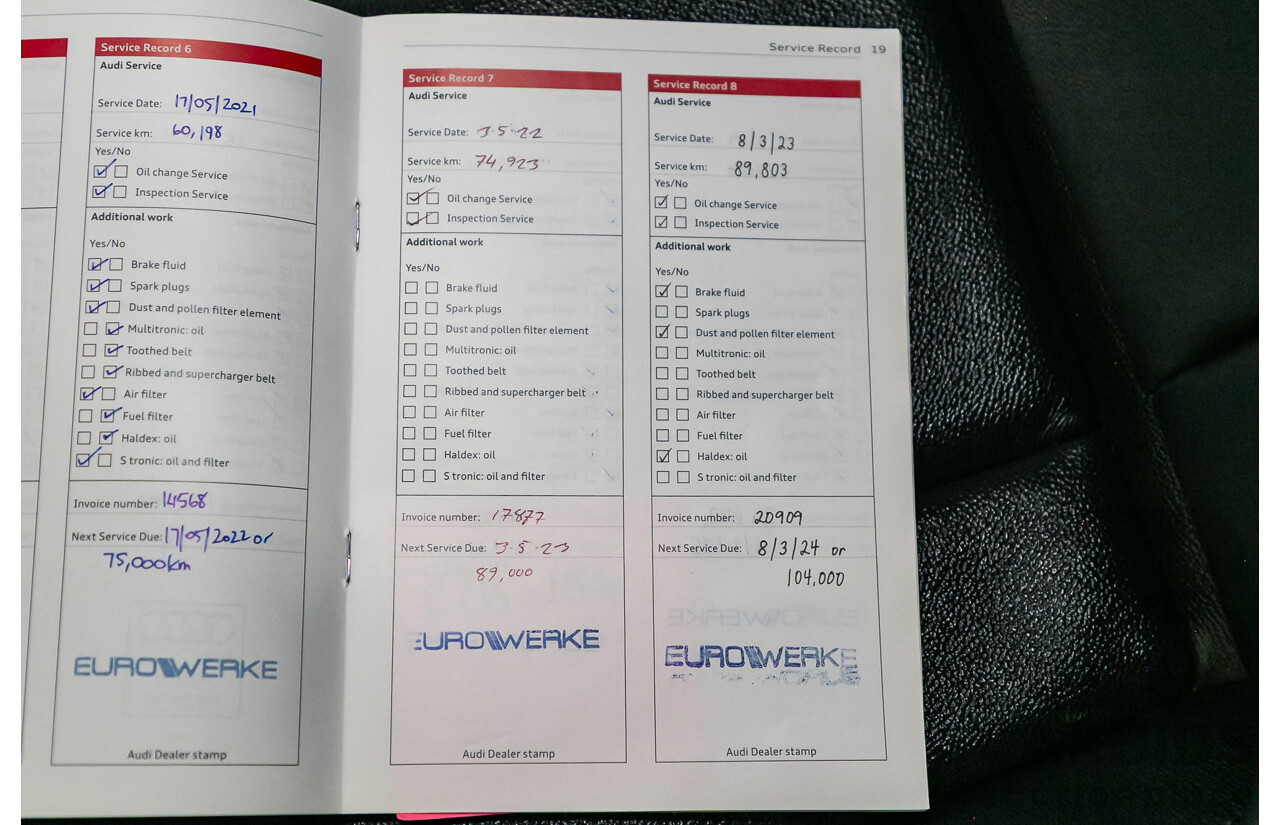 Service Record 6
Audi Service
Service Date: 17/05/2021
Service km: 60,198
Yes/No
Oil change Service
Inspection Service
Additional work
Yes/No
Brake fluid
Spark plugs
Dust and pollen filter element
Multitronic: oil
Toothed belt
Ribbed and supercharger belt
Air filter
Fuel filter
Haldex: oil
S tronic: oil and filter
Invoice number: 14568
Next Service Due: 17/05/2022 or
75,000km
EUROWERKE
Audi Dealer stamp
Service Record 19
Service Record 7
Audi Service
Service Date: 3·5·22
Service km: 74,923
Yes/No
Oil change Service
Inspection Service
Additional work
Yes/No
Brake fluid
Spark plugs
Dust and pollen filter element
Multitronic: oil
Toothed belt
Ribbed and supercharger belt
Air filter
Fuel filter
Haldex: oil
S tronic: oil and filter
Invoice number: 17877
Next Service Due: 3·5·23
89,000
EUROWERKE
Audi Dealer stamp
Service Record 8
Audi Service
Service Date: 8/3/23
Service km: 89,803
Yes/No
Oil change Service
Inspection Service
Additional work
Yes/No
Brake fluid
Spark plugs
Dust and pollen filter element
Multitronic: oil
Toothed belt
Ribbed and supercharger belt
Air filter
Fuel filter
Haldex: oil
S tronic: oil and filter
Invoice number: 20909
Next Service Due: 8/3/24 or
104,000
EUROWERKE
Audi Dealer stamp